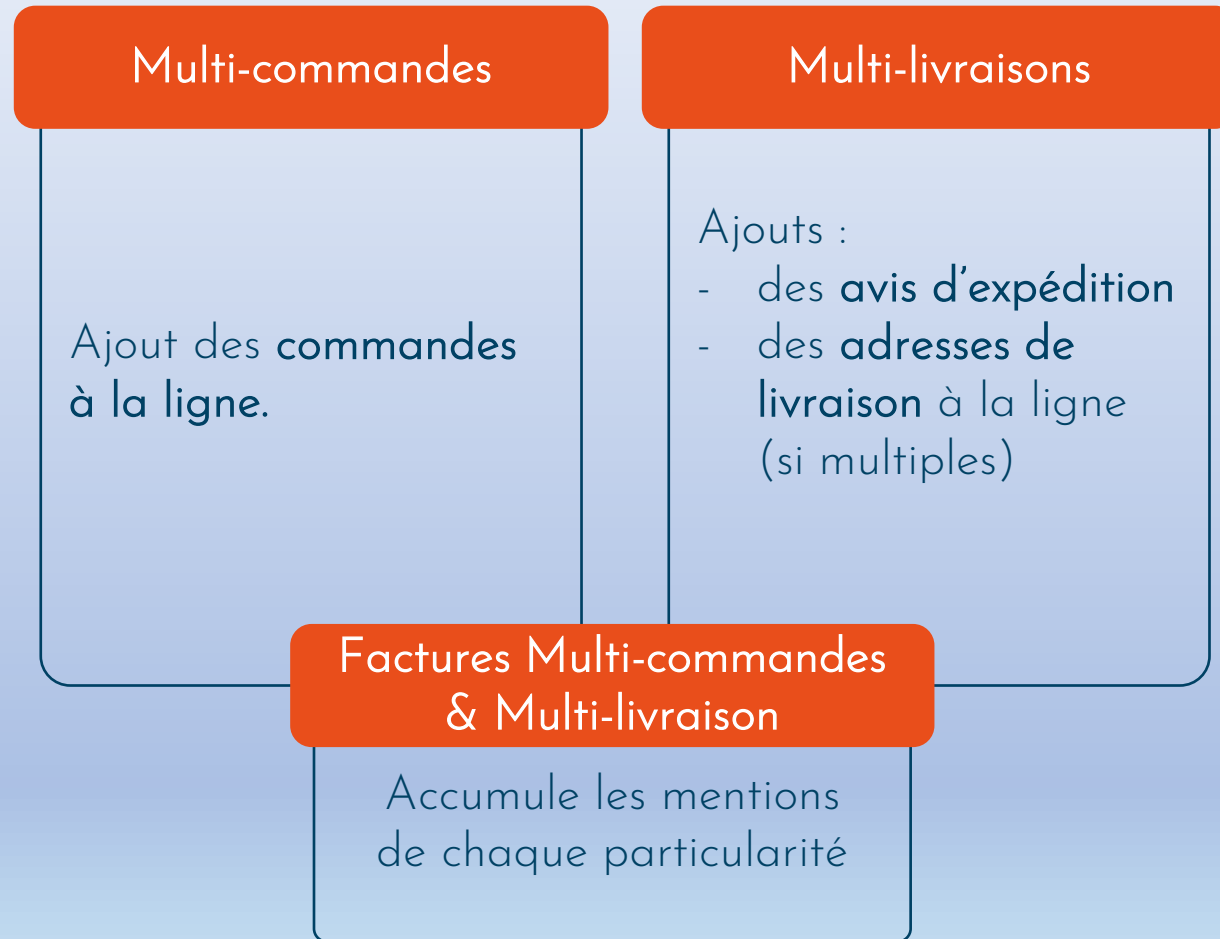 Multi-commandes
Ajout des commandes
à la ligne.
Multi-livraisons
Ajouts :
- des avis d'expédition
- des adresses de
livraison à la ligne
(si multiples)
Factures Multi-commandes
& Multi-livraison
Accumule les mentions
de chaque particularité